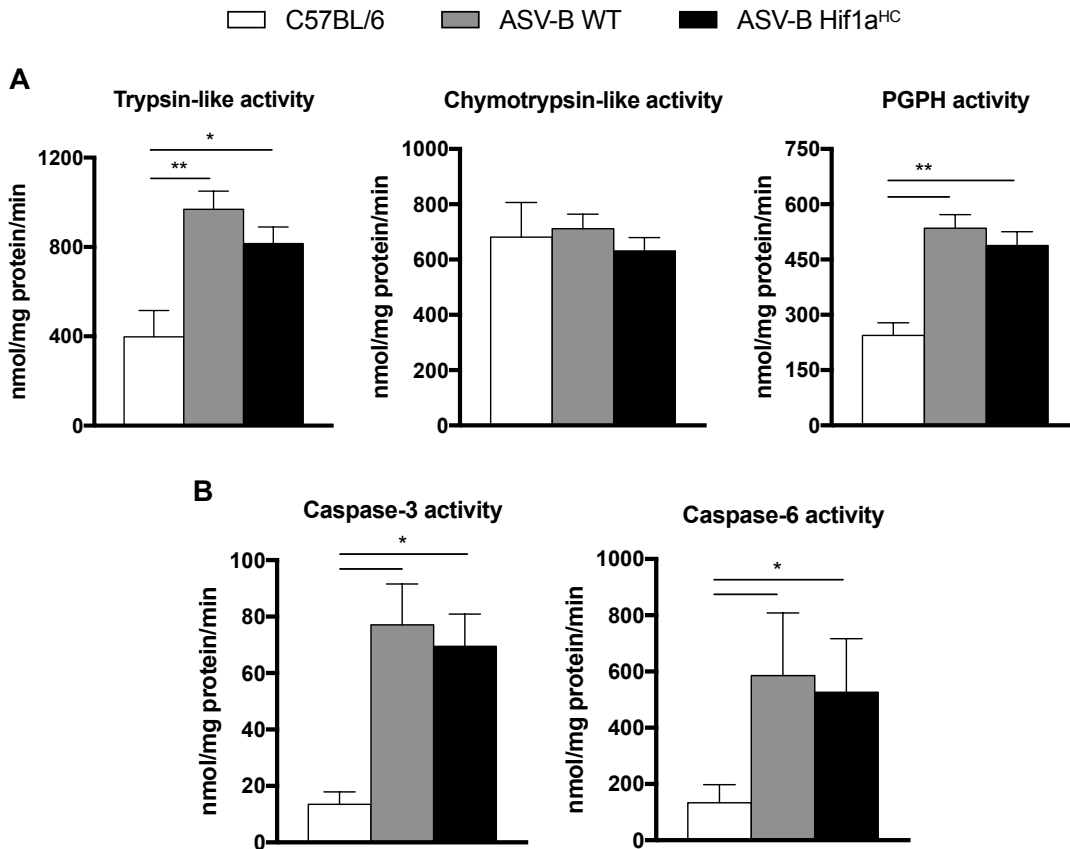 C57BL/6 ASV-B WT ASV-B Hif1aᴴᶜ
A
Trypsin-like activity
nmol/mg protein/min
1200
800
400
0
*
**
Chymotrypsin-like activity
nmol/mg protein/min
1000
800
600
400
200
0
PGPH activity
nmol/mg protein/min
750
600
450
300
150
0
**
B
Caspase-3 activity
nmol/mg protein/min
100
80
60
40
20
0
*
Caspase-6 activity
nmol/mg protein/min
1000
800
600
400
200
0
*